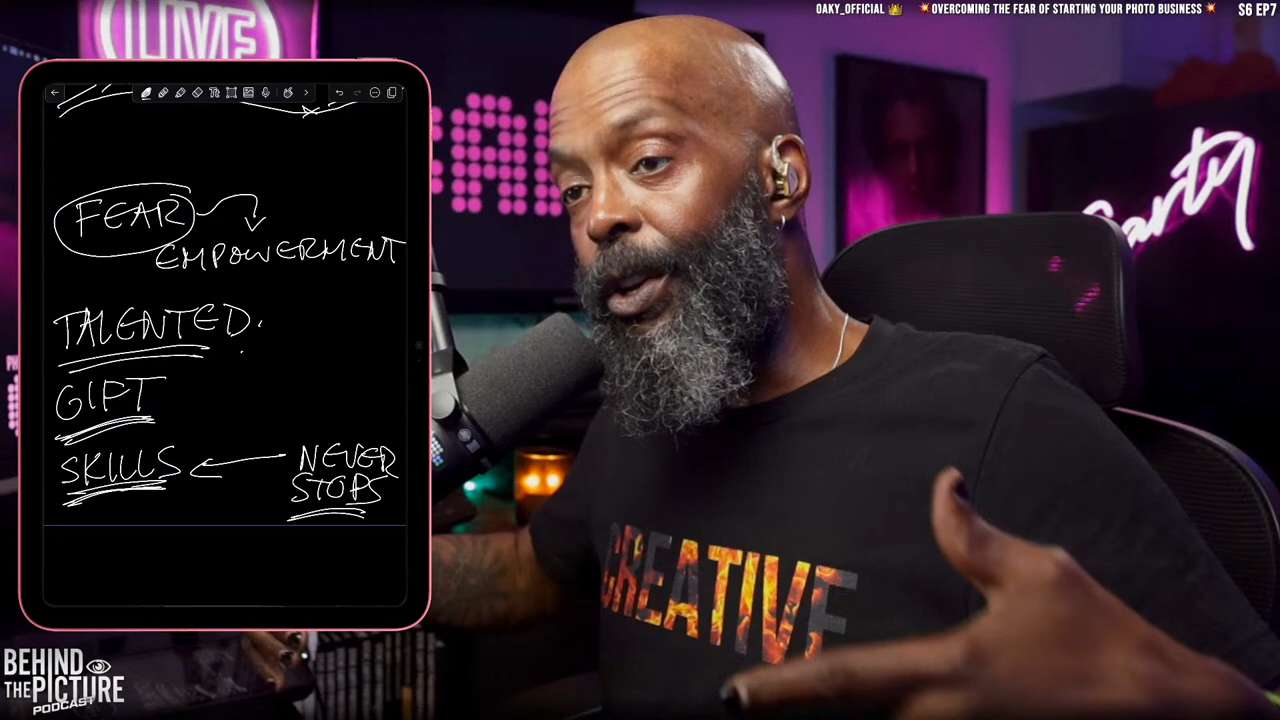 OAKY_OFFICIAL 👑 💥OVERCOMING THE FEAR OF STARTING YOUR PHOTO BUSINESS💥 S6 EP7
LIVE
FEAR
EMPOWERMENT
TALENTED.
GIFT
SKILLS
NEVER
STOPS
CREATIVE
BEHIND
THE PICTURE
PODCAST